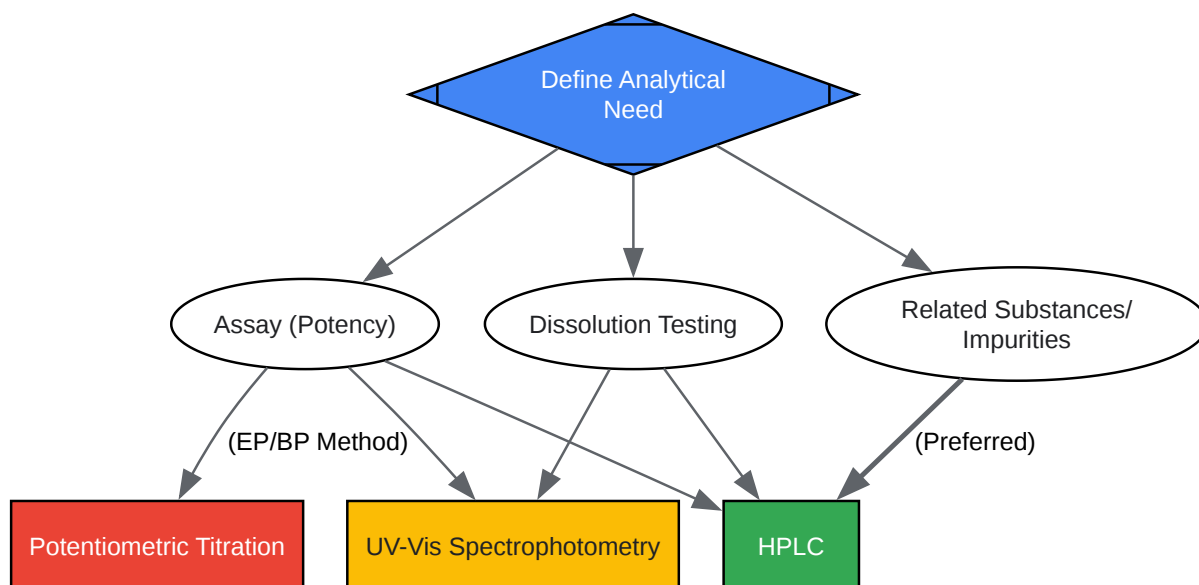 Define Analytical
Need
Assay (Potency)
Dissolution Testing
Related Substances/
Impurities
(EP/BP Method)
(Preferred)
Potentiometric Titration
UV-Vis Spectrophotometry
HPLC